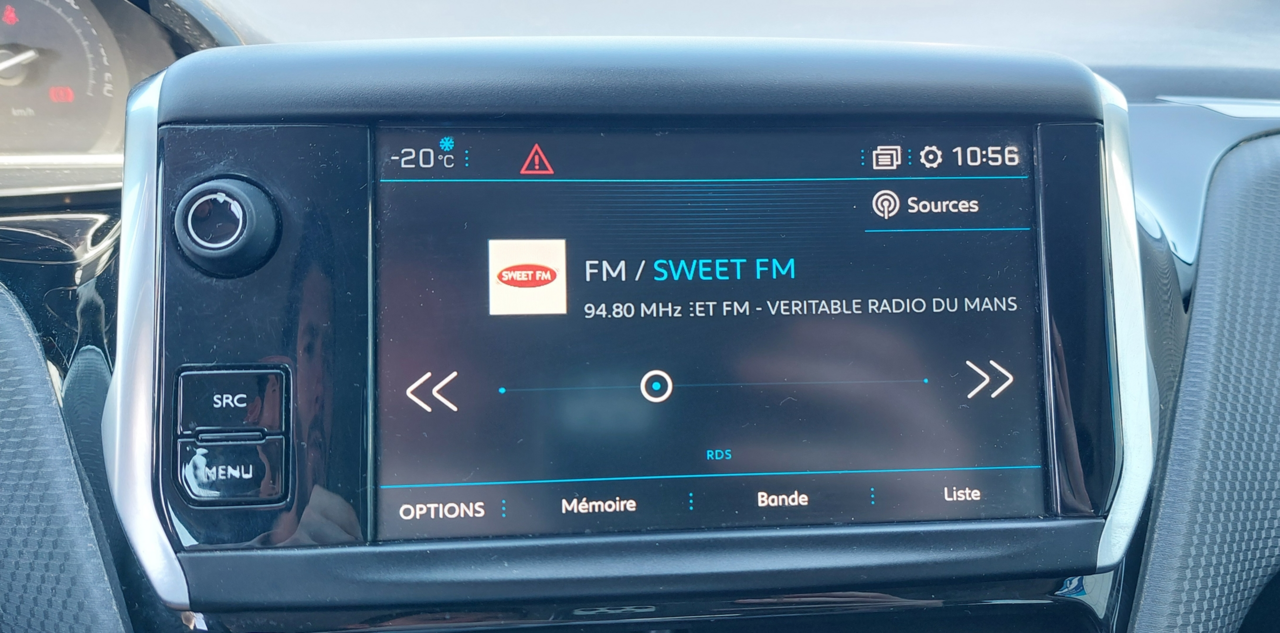 -20°C
10:56
Sources
SWEET FM
FM / SWEET FM
94.80 MHz ET FM - VERITABLE RADIO DU MANS
SRC
MENU
RDS
OPTIONS
Mémoire
Bande
Liste
km/h